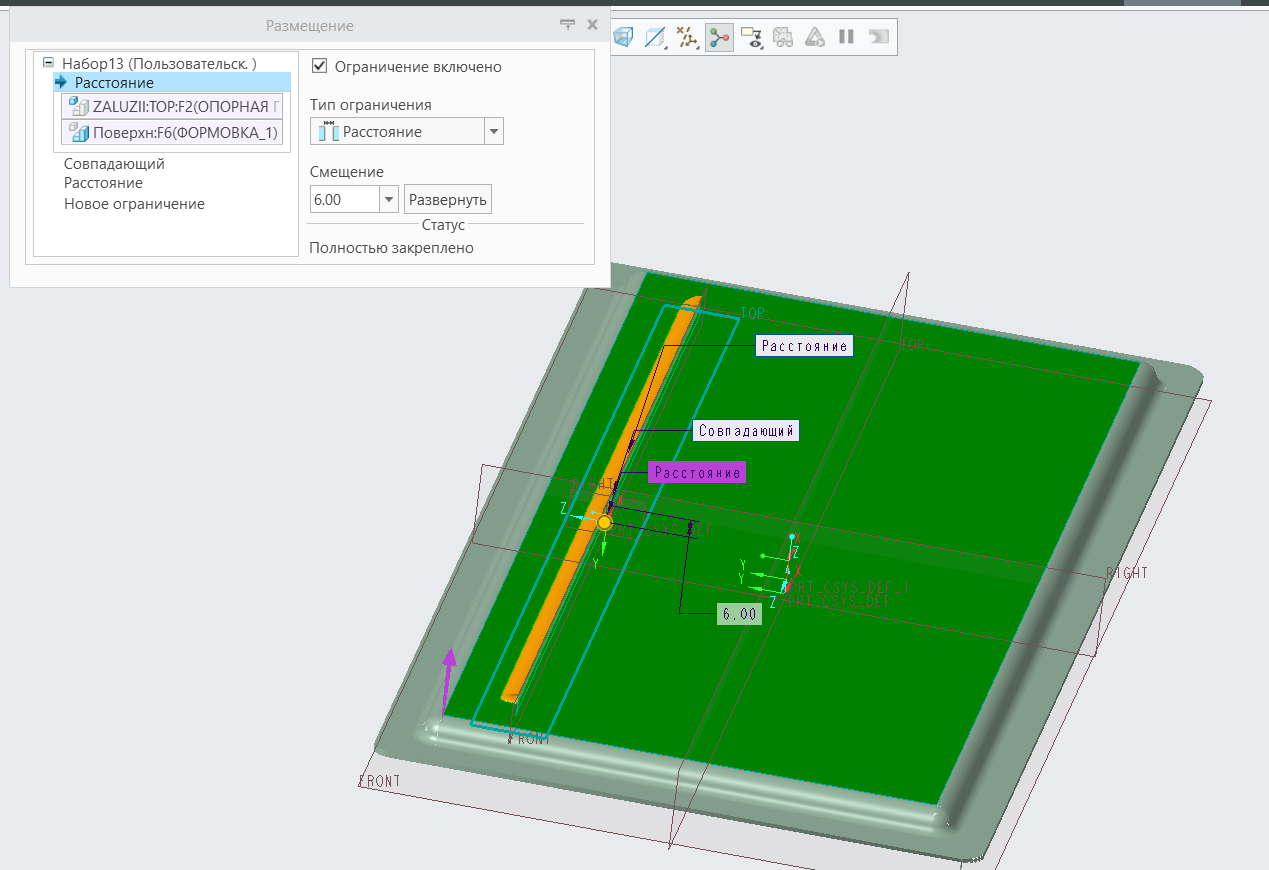 Размещение
Набор13 (Пользовательск. )
Расстояние
ZALUZII:TOP:F2(ОПОРНАЯ
Поверхн:F6(ФОРМОВКА_1)
Совпадающий
Расстояние
Новое ограничение
Ограничение включено
Тип ограничения
Расстояние
Смещение
6.00
Развернуть
Статус
Полностью закреплено
TOP
TOP
Расстояние
Совпадающий
Расстояние
RIGHT
X
Z
PRT_CSYS_DEF
Y
X
Z
Y
X
Y
RIGHT
PRT_CSYS_DEF_1
Z
PRT_CSYS_DEF
6.00
FRONT
FRONT